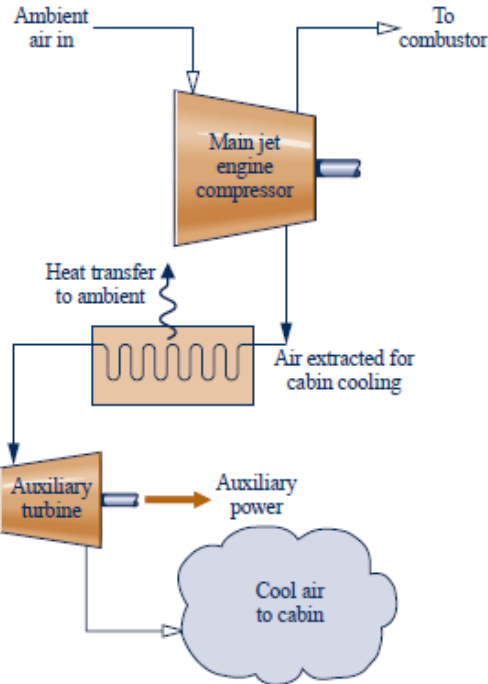 Ambient
air in
To
combustor
Main jet
engine
compressor
Heat transfer
to ambient
Air extracted for
cabin cooling
Auxiliary
turbine
Auxiliary
power
Cool air
to cabin